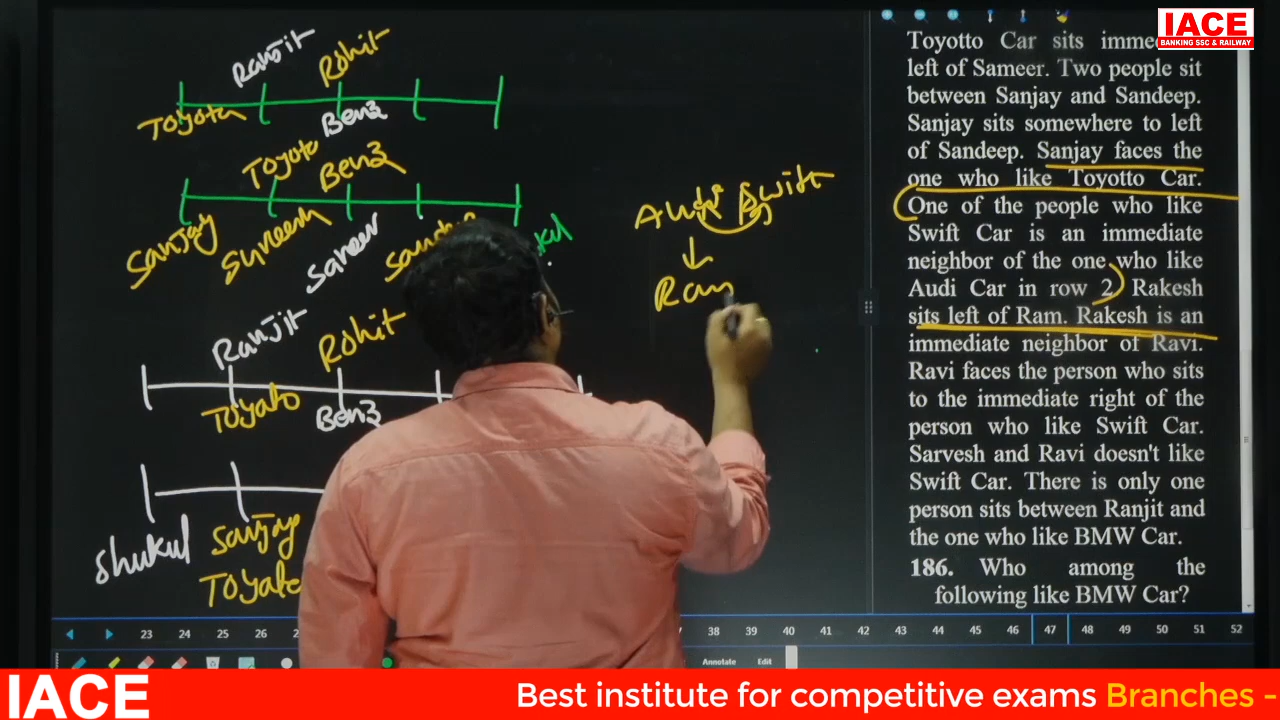 IACE
BANKING SSC & RAILWAY
Toyotto Car sits
left of Sameer. Two people sit
between Sanjay and Sandeep.
Sanjay sits somewhere to left
of Sandeep. Sanjay faces the
one who like Toyotto Car.
One of the people who like
Swift Car is an immediate
neighbor of the one who like
Audi Car in row 2. Rakesh
sits left of Ram. Rakesh is an
immediate neighbor of Ravi.
Ravi faces the person who sits
to the immediate right of the
person who like Swift Car.
Sarvesh and Ravi doesn't like
Swift Car. There is only one
person sits between Ranjit and
the one who like BMW Car.
186. Who among the
following like BMW Car?
Ranjit Rohit
Toyota Benz
Toyoto Benz
Sanjay Sureem Sameer
Audi Swift
Ram
Ranjit Rohit
Toyato Benz
Shukul Sanjay
23 24 25 26 38 39 40 41 42 43 44 45 46 47 48 49 50 51 52
Annotate Edit
IACE Best institute for competitive exams Branches -